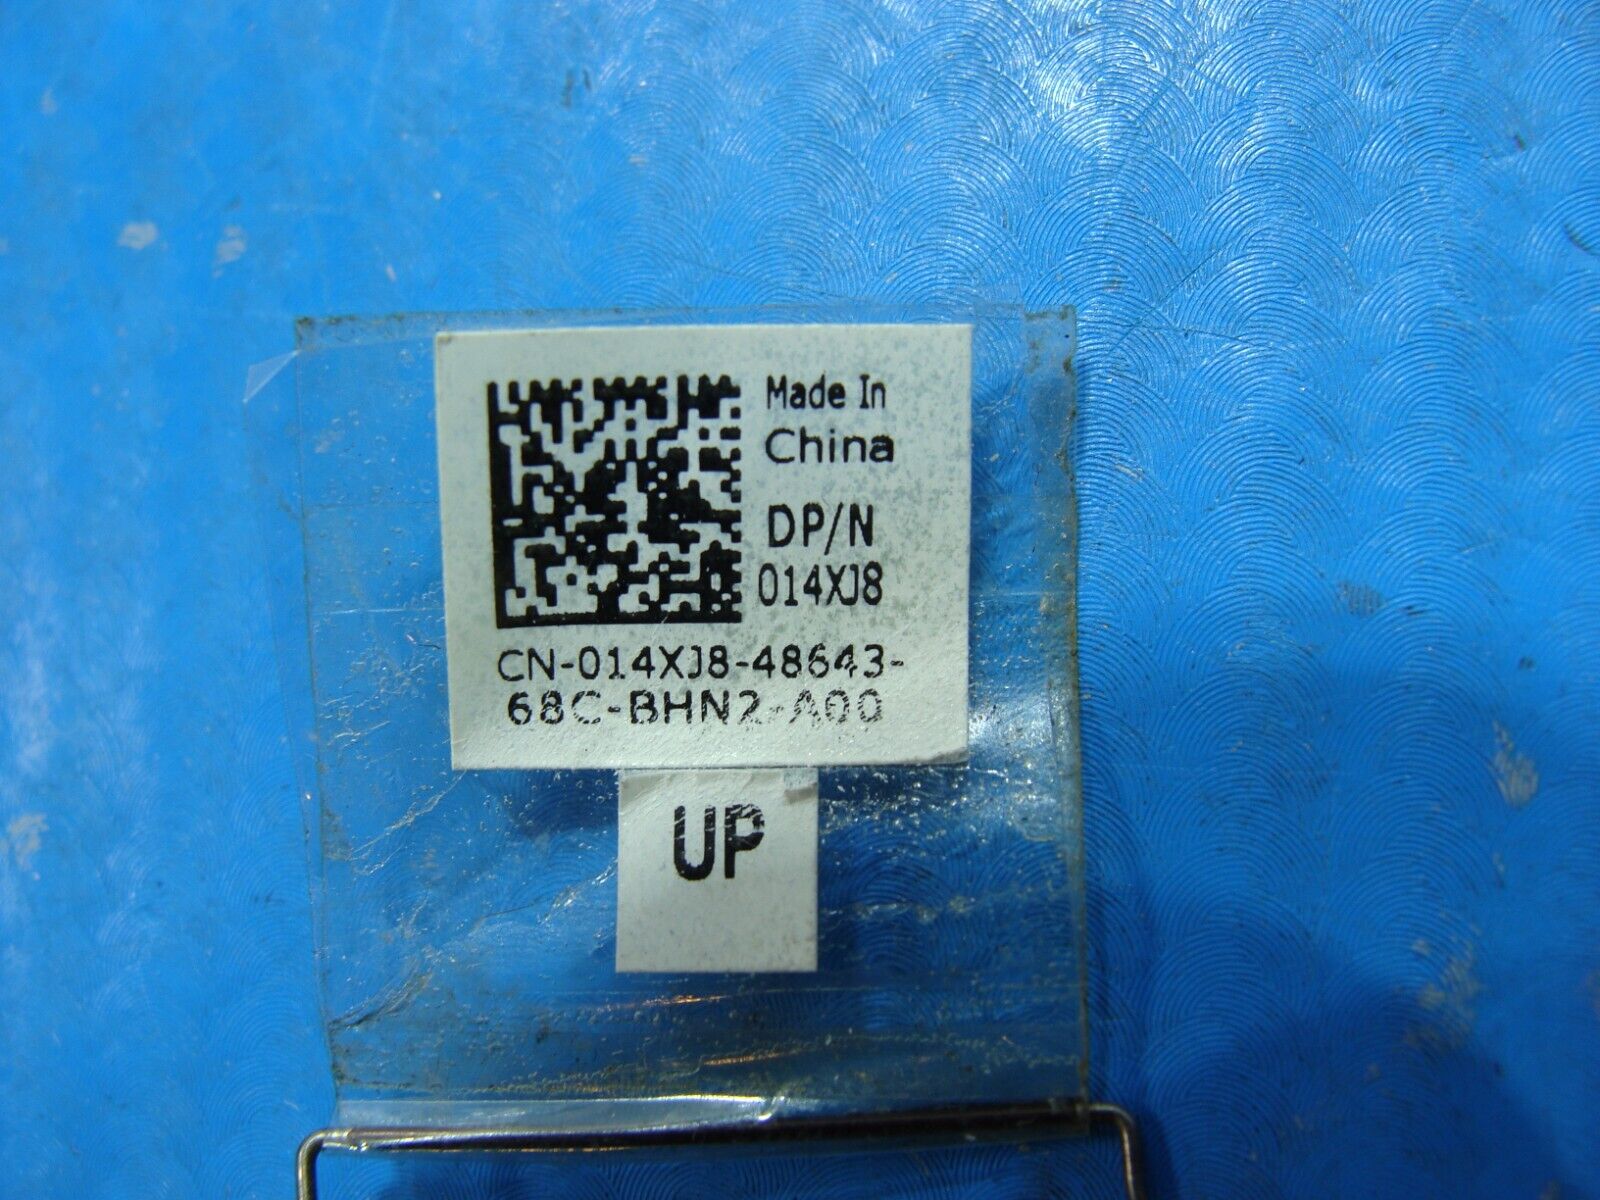 Made In
China
DP/N
014XJ8
CN-014XJ8-48643-
68C-BHN2-A00
UP